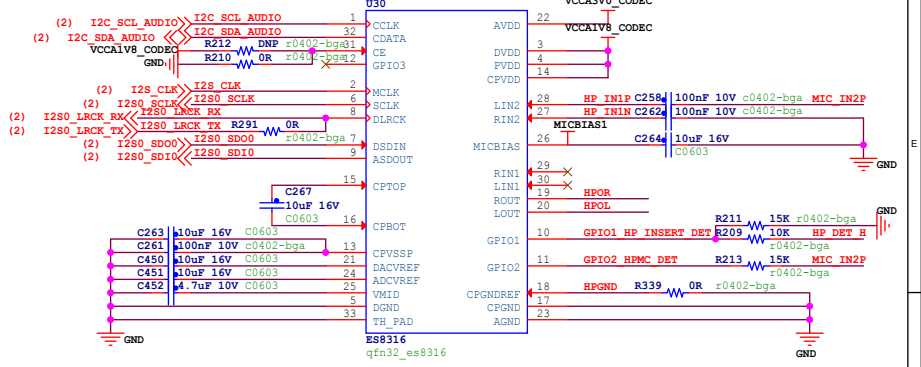 U30
VCCA3V0_CODEC
(2) I2C_SCL_AUDIO 1 CCLK AVDD 22
(2) I2C_SDA_AUDIO 32 CDATA VCCA1V8_CODEC
VCCA1V8_CODEC R212 DNP r0402-bga 31 CE DVDD 3
GND R210 0R r0402-bga 12 GPIO3 PVDD 4
CPVDD 14
(2) I2S_CLK 2 MCLK
(2) I2S0_SCLK 6 SCLK LIN2 28 HP_IN1P C258 100nF 10V c0402-bga MIC_IN2P
(2) I2S0_LRCK_RX I2S0_LRCK_RX 8 DLRCK RIN2 27 HP_IN1N C262 100nF 10V c0402-bga
(2) I2S0_LRCK_TX I2S0_LRCK_TX R291 0R r0402-bga MICBIAS1
(2) I2S0_SDO0 I2S0_SDO0 7 DSDIN MICBIAS 26 C264 10uF 16V C0603
(2) I2S0_SDI0 I2S0_SDI0 9 ASDOUT GND
RIN1 29
15 CPTOP LIN1 30
C267 10uF 16V C0603 ROUT 19 HPOR
LOUT 20 HPOL
16 CPBOT R211 15K r0402-bga GND
C263 10uF 16V C0603 GPIO1 10 GPIO1_HP_INSERT_DET R209 10K r0402-bga HP_DET_H
C261 100nF 10V c0402-bga 13 CPVSSP
C450 10uF 16V C0603 21 DACVREF GPIO2 11 GPIO2_HPMC_DET R213 15K r0402-bga MIC_IN2P
C451 10uF 16V C0603 24 ADCVREF
C452 4.7uF 10V C0603 25 VMID CPGNDREF 18 HPGND R339 0R r0402-bga
5 DGND CPGND 17
33 TH_PAD AGND 23
GND ES8316 GND
qfn32_es8316
E